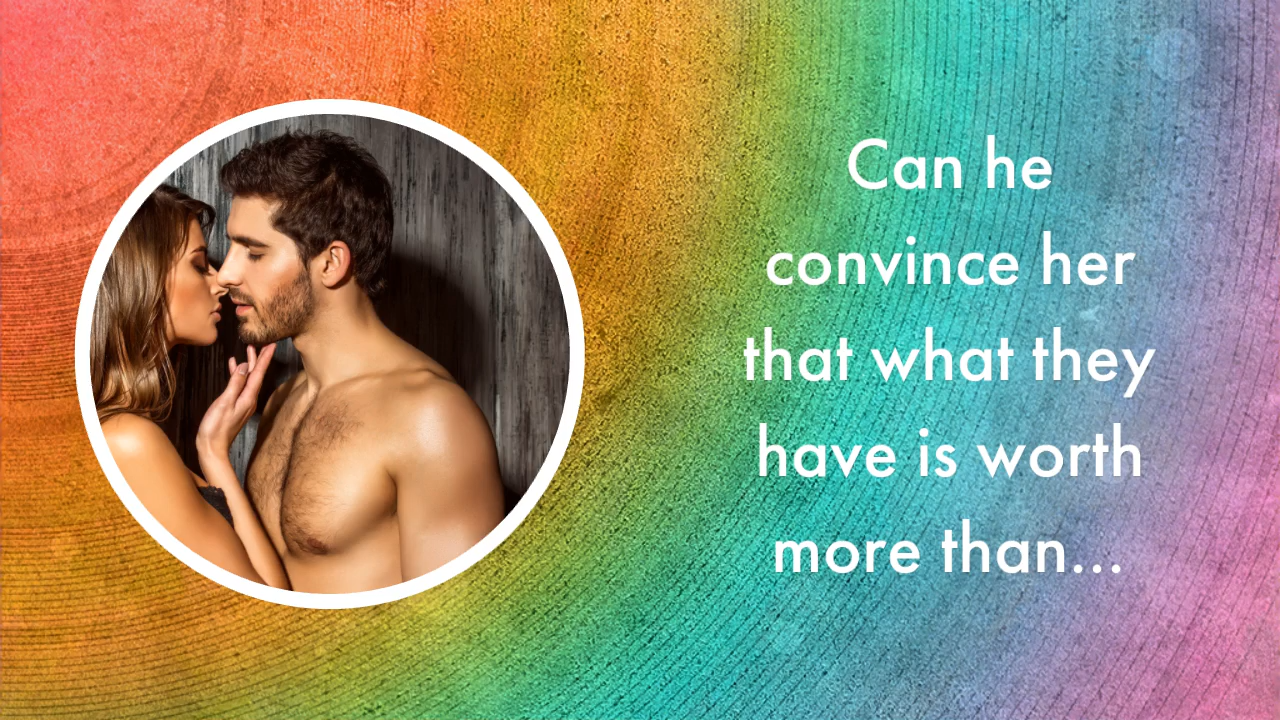 Can he
convince her
that what they
have is worth
more than...